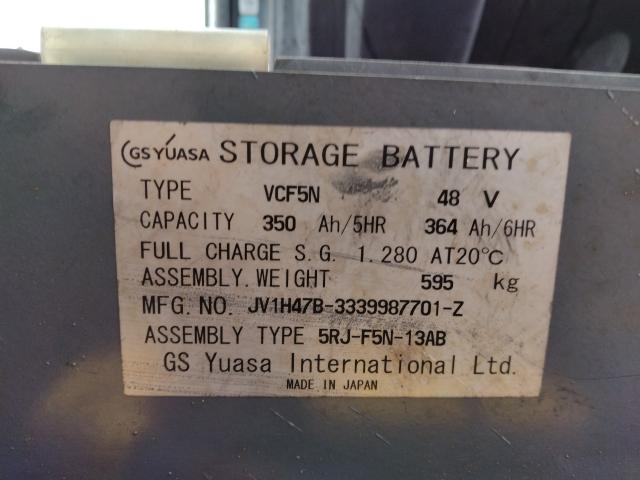 GS YUASA STORAGE BATTERY
TYPE VCF5N 48 V
CAPACITY 350 Ah/5HR 364 Ah/6HR
FULL CHARGE S.G. 1.280 AT20℃
ASSEMBLY.WEIGHT 595 kg
MFG.NO. JV1H47B-3339987701-Z
ASSEMBLY TYPE 5RJ-F5N-13AB
GS Yuasa International Ltd.
MADE IN JAPAN